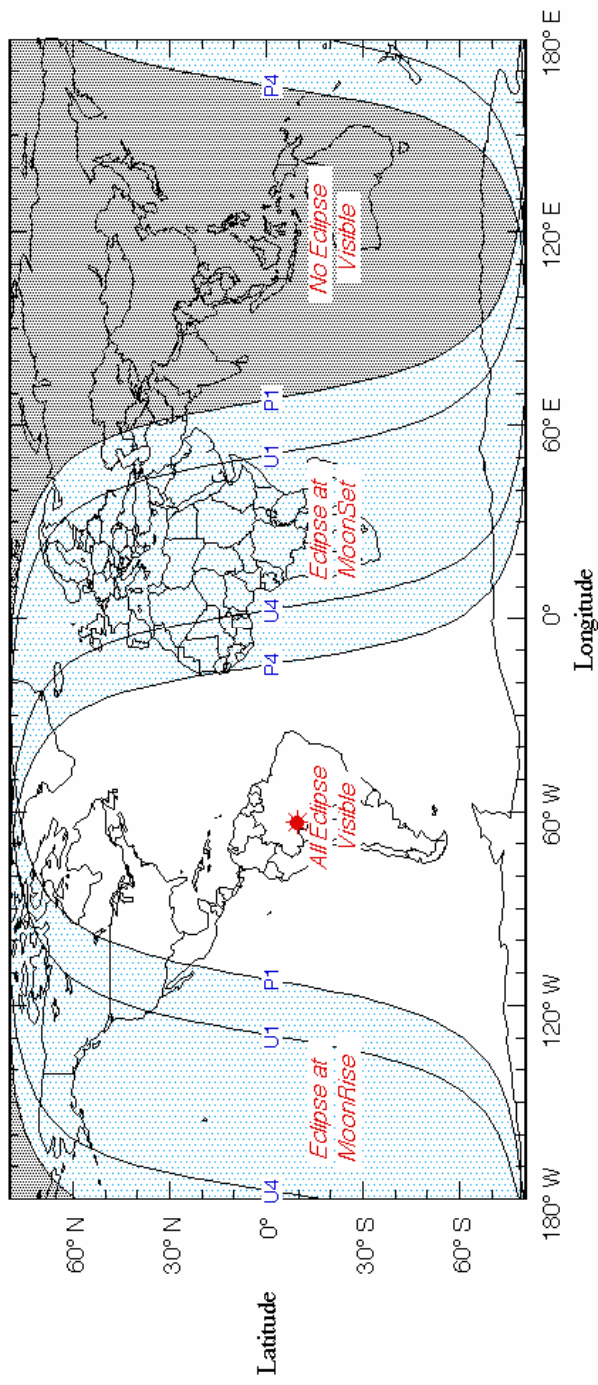 Latitude
60° N
30° N
0°
30° S
60° S
180° W
120° W
60° W
0°
60° E
120° E
180° E
Longitude
U4
U1
P1
P4
U4
U1
P1
P4
Eclipse at
MoonRise
All Eclipse
Visible
Eclipse at
MoonSet
No Eclipse
Visible